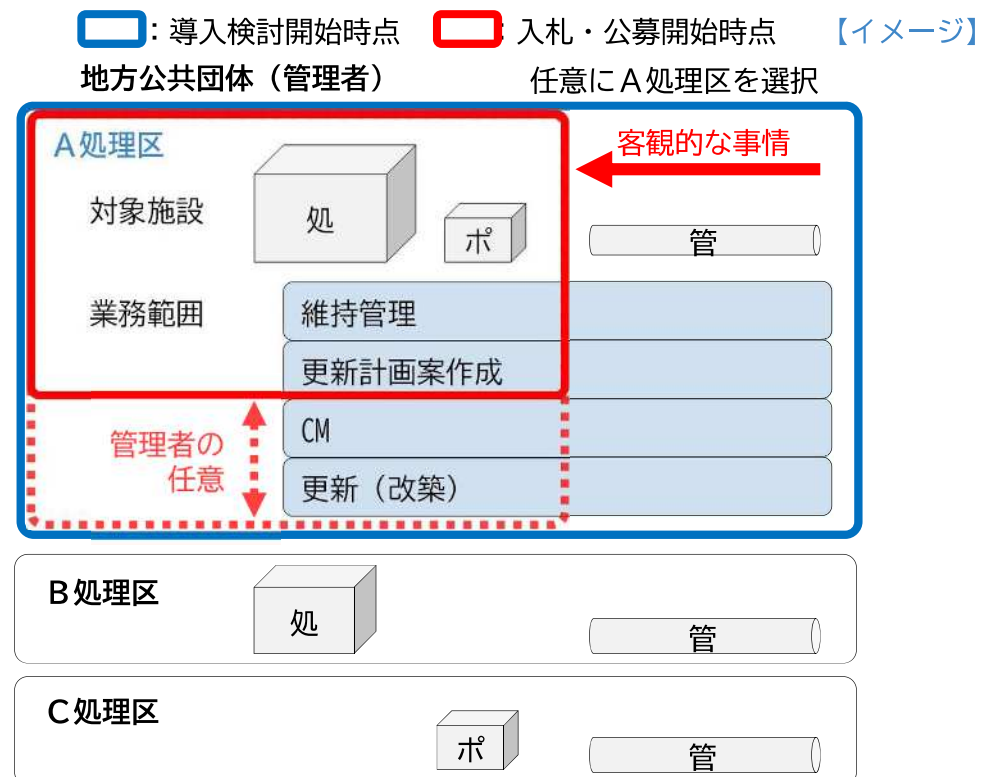 ：導入検討開始時点
：入札・公募開始時点
【イメージ】
地方公共団体（管理者）
任意にＡ処理区を選択
Ａ処理区
客観的な事情
対象施設
処
ポ
管
業務範囲
維持管理
更新計画案作成
CM
管理者の
任意
更新（改築）
Ｂ処理区
処
管
Ｃ処理区
ポ
管